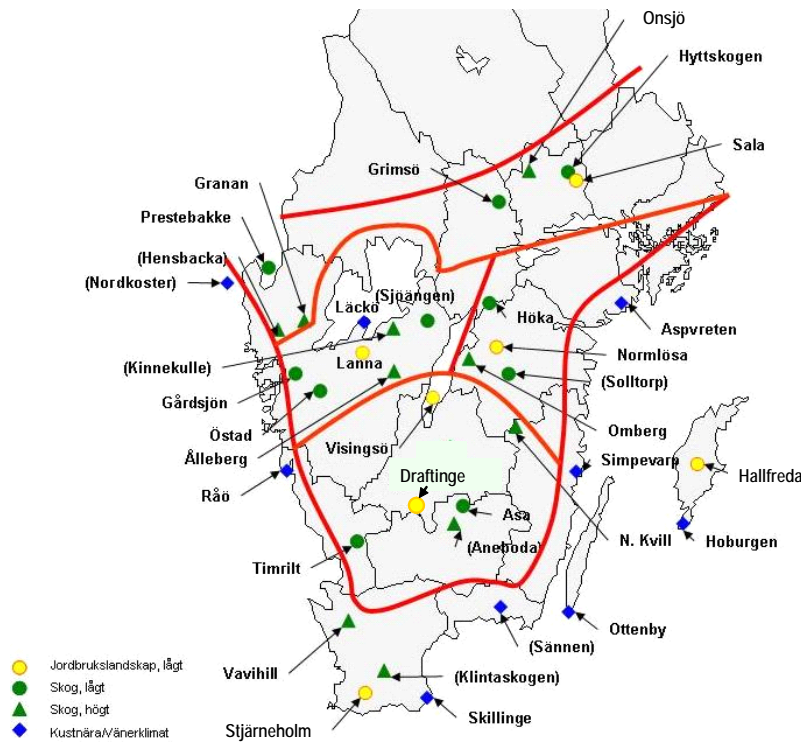 Onsjö
Hyttskogen
Sala
Grimsö
Granan
Prestebakke
(Hensbacka)
(Nordkoster)
Läckö
(Sjöängen)
Höka
Aspvreten
Normlösa
(Kinnekulle)
Lanna
(Solltorp)
Gårdsjön
Östad
Omberg
Ålleberg
Visingsö
Simpevarp
Hallfreda
Råö
Draftinge
Asa
(Aneboda)
N. Kvill
Hoburgen
Timrilt
Ottenby
(Sännen)
Vavihill
(Klintaskogen)
Skillinge
Stjärneholm
Jordbrukslandskap, lågt
Skog, lågt
Skog, högt
Kustnära/Vänerklimat